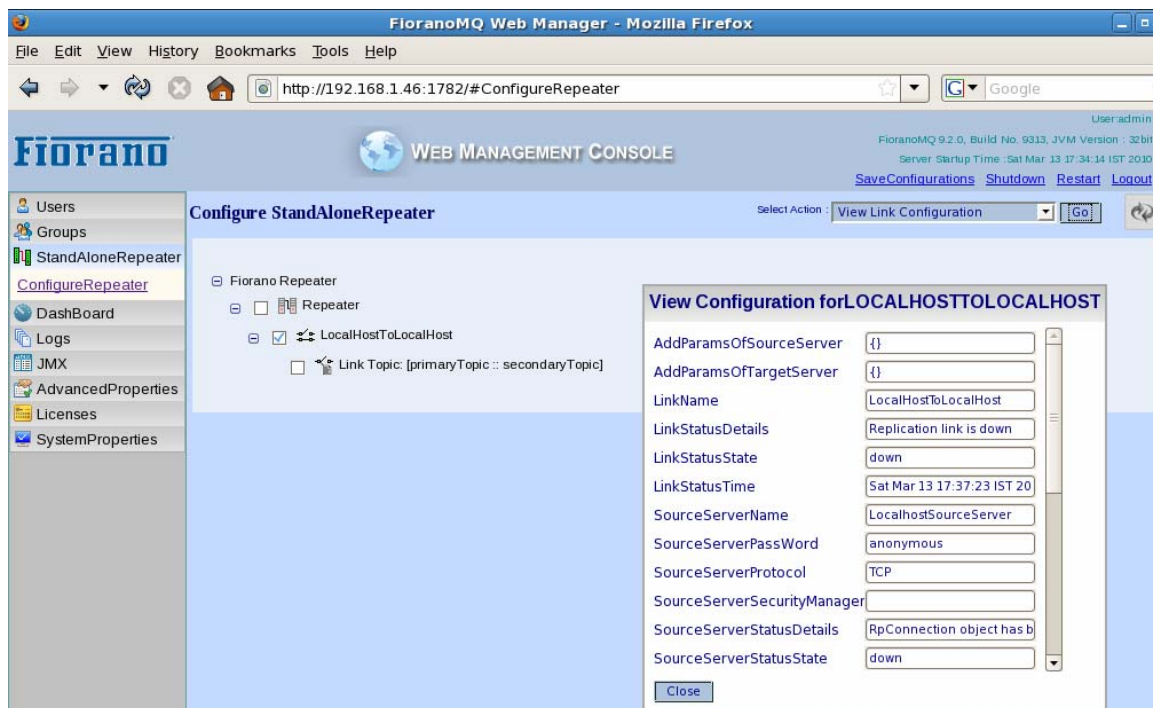 FioranoMQ Web Manager - Mozilla Firefox
File Edit View History Bookmarks Tools Help
http://192.168.1.46:1782/#ConfigureRepeater
G Google
User:admin
Fiorano
WEB MANAGEMENT CONSOLE
FioranoMQ 9.2.0, Build No. 9313, JVM Version : 32bit
Server Startup Time :Sat Mar 13 17:34:14 IST 2010
SaveConfigurations Shutdown Restart Logout
Users
Groups
StandAloneRepeater
ConfigureRepeater
DashBoard
Logs
JMX
AdvancedProperties
Licenses
SystemProperties
Configure StandAloneRepeater
Select Action : View Link Configuration Go
Fiorano Repeater
Repeater
LocalHostToLocalHost
Link Topic: [primaryTopic :: secondaryTopic]
View Configuration forLOCALHOSTTOLOCALHOST
AddParamsOfSourceServer {}
AddParamsOfTargetServer {}
LinkName LocalHostToLocalHost
LinkStatusDetails Replication link is down
LinkStatusState down
LinkStatusTime Sat Mar 13 17:37:23 IST 20
SourceServerName LocalhostSourceServer
SourceServerPassWord anonymous
SourceServerProtocol TCP
SourceServerSecurityManager
SourceServerStatusDetails RpConnection object has b
SourceServerStatusState down
Close